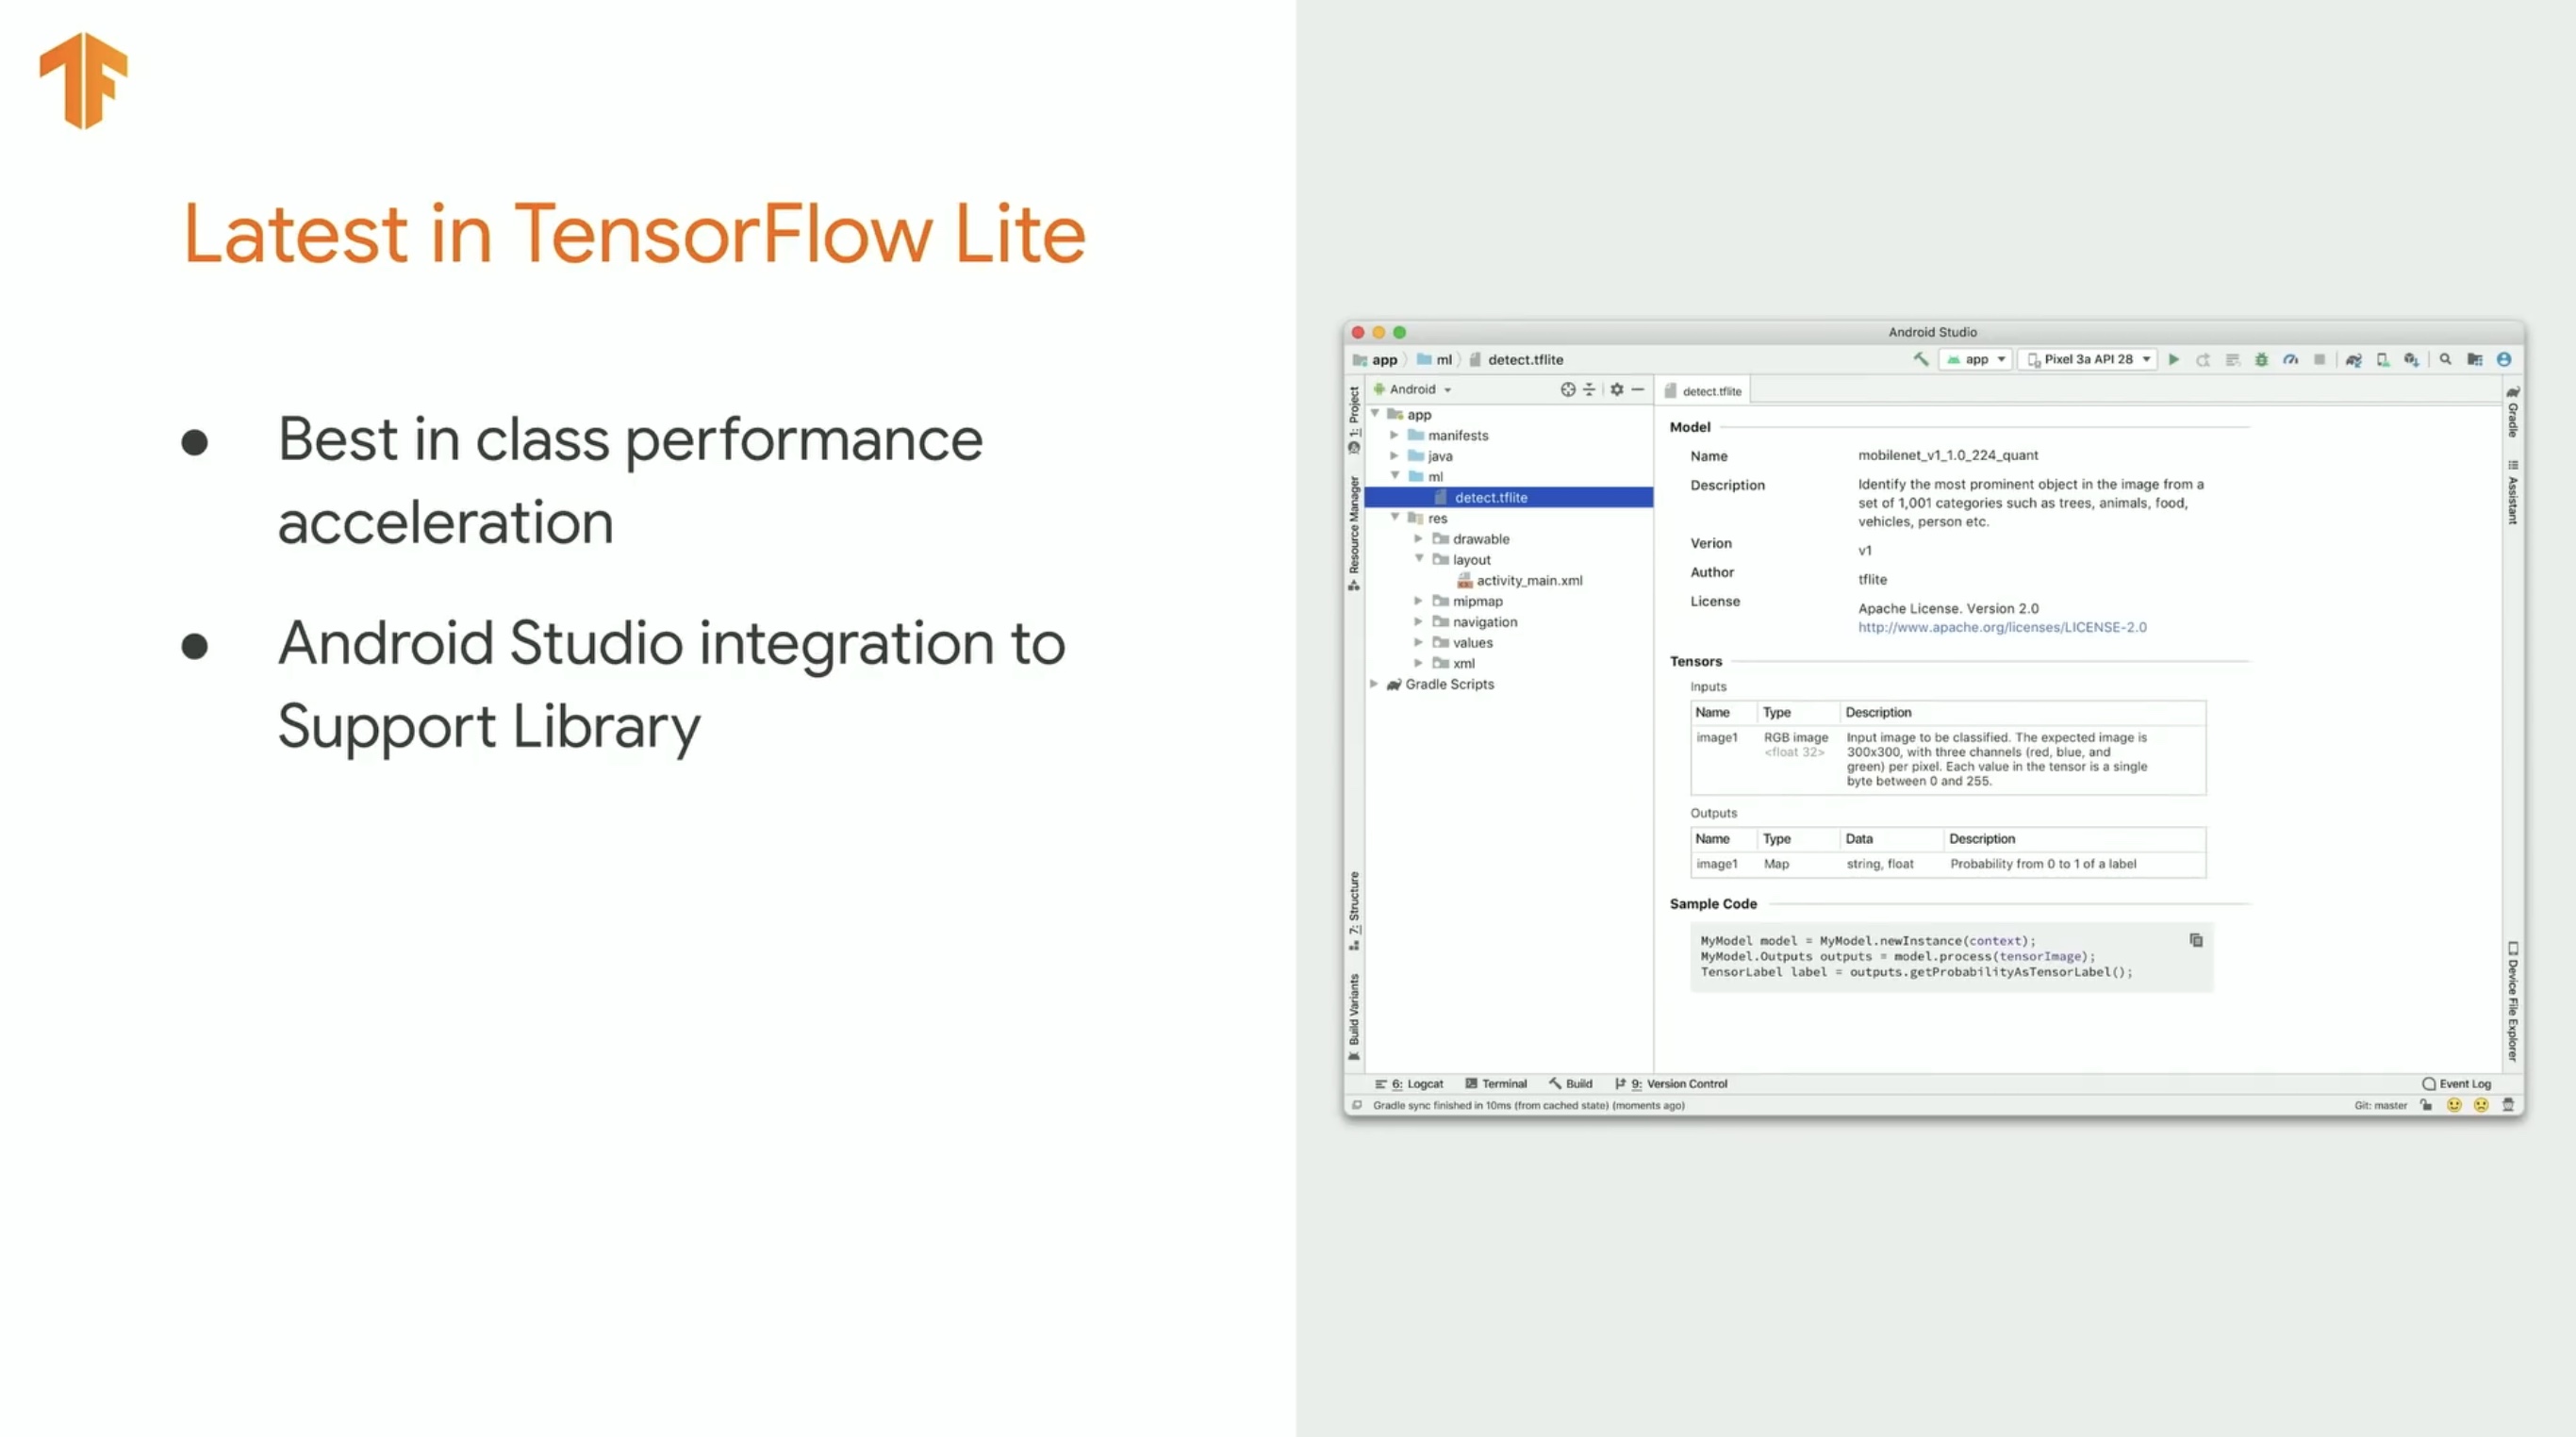 Latest in TensorFlow Lite
● Best in class performance
acceleration
● Android Studio integration to
Support Library
Android Studio
app ml detect.tflite
app Pixel 3a API 28
1: Project
Resource Manager
7: Structure
Build Variants
Android
app
manifests
java
ml
detect.tflite
res
drawable
layout
activity_main.xml
mipmap
navigation
values
xml
Gradle Scripts
detect.tflite
Model
Name mobilenet_v1_1.0_224_quant
Description Identify the most prominent object in the image from a
set of 1,001 categories such as trees, animals, food,
vehicles, person etc.
Verion v1
Author tflite
License Apache License. Version 2.0
http://www.apache.org/licenses/LICENSE-2.0
Tensors
Inputs
Name Type Description
image1 RGB image Input image to be classified. The expected image is
<float 32> 300x300, with three channels (red, blue, and
green) per pixel. Each value in the tensor is a single
byte between 0 and 255.
Outputs
Name Type Data Description
image1 Map string, float Probability from 0 to 1 of a label
Sample Code
MyModel model = MyModel.newInstance(context);
MyModel.Outputs outputs = model.process(tensorImage);
TensorLabel label = outputs.getProbabilityAsTensorLabel();
Gradle
Assistant
Device File Explorer
6: Logcat Terminal Build 9: Version Control Event Log
Gradle sync finished in 10ms (from cached state) (moments ago) Git: master